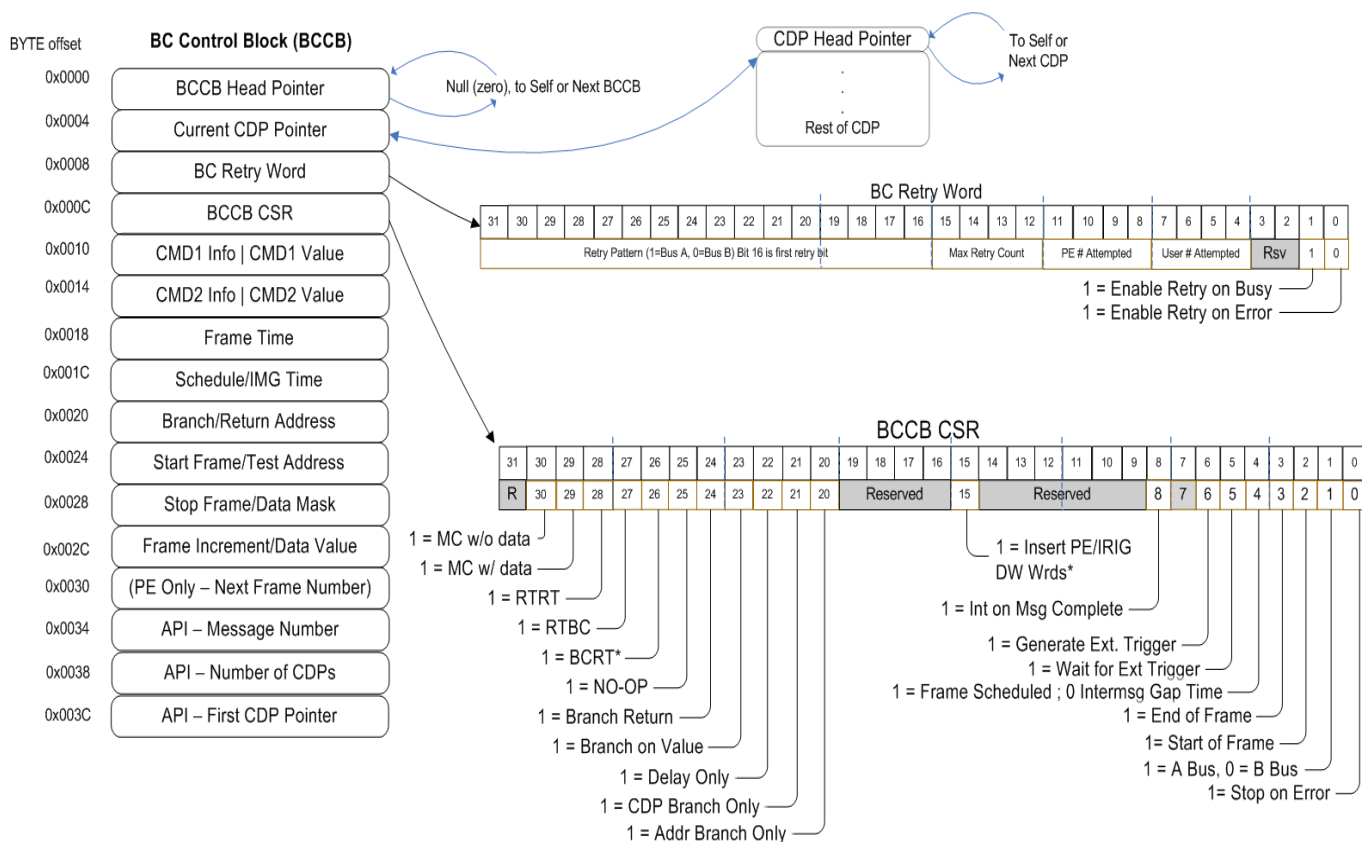 BYTE offset
BC Control Block (BCCB)
0x0000
BCCB Head Pointer
Null (zero), to Self or Next BCCB
0x0004
Current CDP Pointer
0x0008
BC Retry Word
0x000C
BCCB CSR
0x0010
CMD1 Info | CMD1 Value
0x0014
CMD2 Info | CMD2 Value
0x0018
Frame Time
0x001C
Schedule/IMG Time
0x0020
Branch/Return Address
0x0024
Start Frame/Test Address
0x0028
Stop Frame/Data Mask
0x002C
Frame Increment/Data Value
0x0030
(PE Only – Next Frame Number)
0x0034
API – Message Number
0x0038
API – Number of CDPs
0x003C
API – First CDP Pointer
CDP Head Pointer
.
.
.
Rest of CDP
To Self or
Next CDP
BC Retry Word
31 30 29 28 27 26 25 24 23 22 21 20 19 18 17 16 15 14 13 12 11 10 9 8 7 6 5 4 3 2 1 0
Retry Pattern (1=Bus A, 0=Bus B) Bit 16 is first retry bit Max Retry Count PE # Attempted User # Attempted Rsv 1 0
1 = Enable Retry on Busy
1 = Enable Retry on Error
BCCB CSR
31 30 29 28 27 26 25 24 23 22 21 20 19 18 17 16 15 14 13 12 11 10 9 8 7 6 5 4 3 2 1 0
R 30 29 28 27 26 25 24 23 22 21 20 Reserved 15 Reserved 8 7 6 5 4 3 2 1 0
1 = MC w/o data
1 = MC w/ data
1 = RTRT
1 = RTBC
1 = BCRT*
1 = NO-OP
1 = Branch Return
1 = Branch on Value
1 = Delay Only
1 = CDP Branch Only
1 = Addr Branch Only
1 = Insert PE/IRIG
DW Wrds*
1 = Int on Msg Complete
1 = Generate Ext. Trigger
1 = Wait for Ext Trigger
1 = Frame Scheduled ; 0 Intermsg Gap Time
1 = End of Frame
1= Start of Frame
1 = A Bus, 0 = B Bus
1= Stop on Error